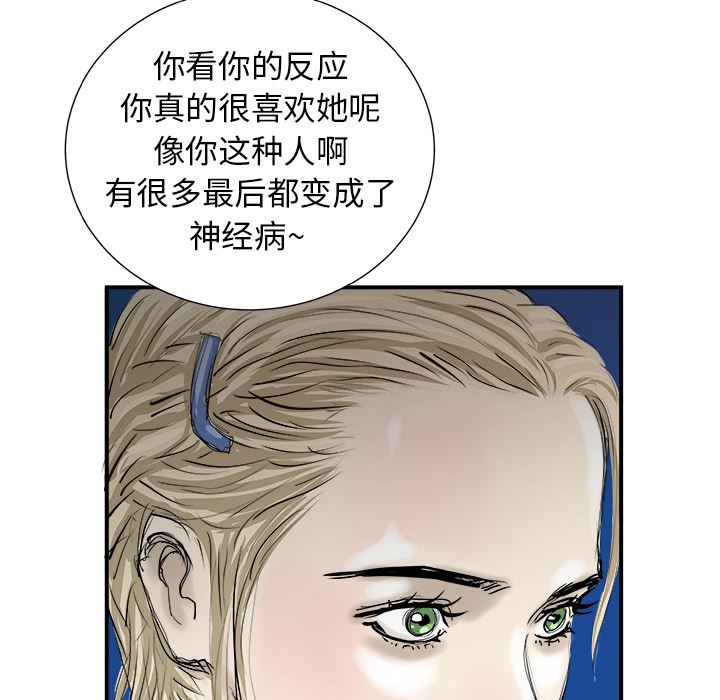 你看你的反应
你真的很喜欢她呢
像你这种人啊
有很多最后都变成了
神经病~